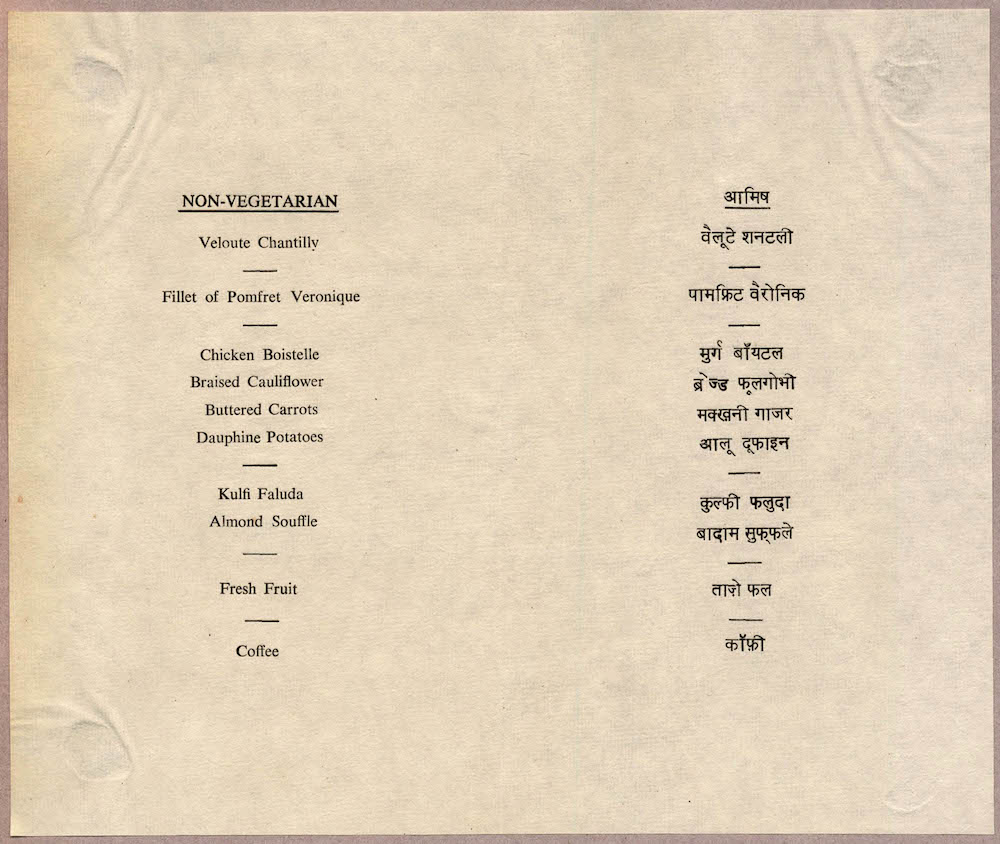 NON-VEGETARIAN
Veloute Chantilly
Fillet of Pomfret Veronique
Chicken Boistelle
Braised Cauliflower
Buttered Carrots
Dauphine Potatoes
Kulfi Faluda
Almond Souffle
Fresh Fruit
Coffee
आमिष
वैलूटे शनटली
पामफ्रिट वैरोनिक
मुर्ग बॉयटल
ब्रेज्ड फूलगोभी
मक्खनी गाजर
आलू दूफाइन
कुल्फी फलुदा
बादाम सुफ्फले
ताज़े फल
कॉफ़ी